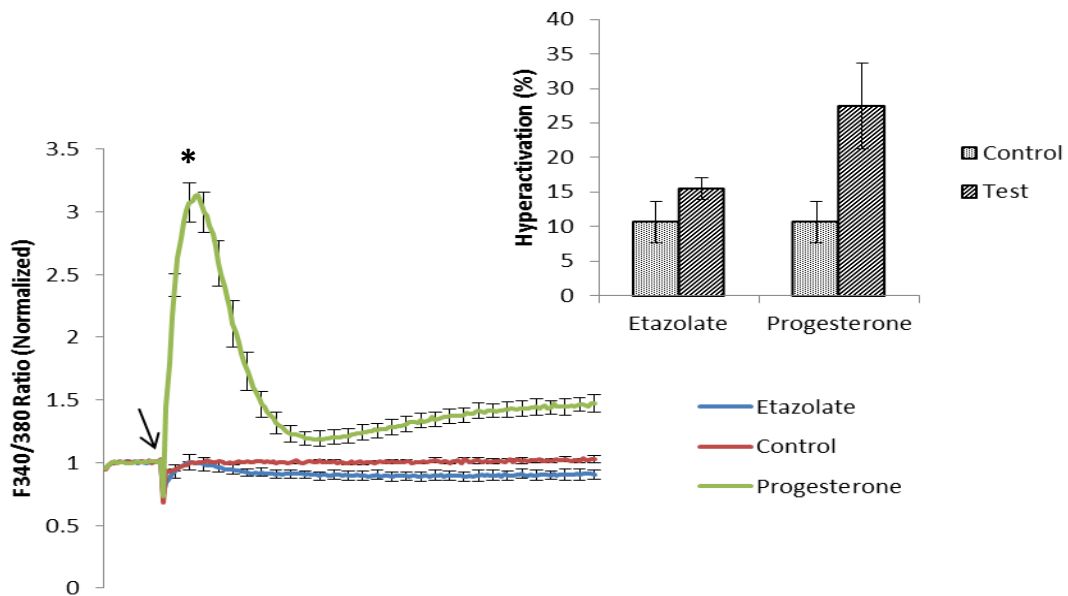 40
35
30
25
20
15
10
5
0
Hyperactivation (%)
Etazolate
Progesterone
Control
Test
3.5
3
2.5
2
1.5
1
0.5
0
F340/380 Ratio (Normalized)
*
Etazolate
Control
Progesterone